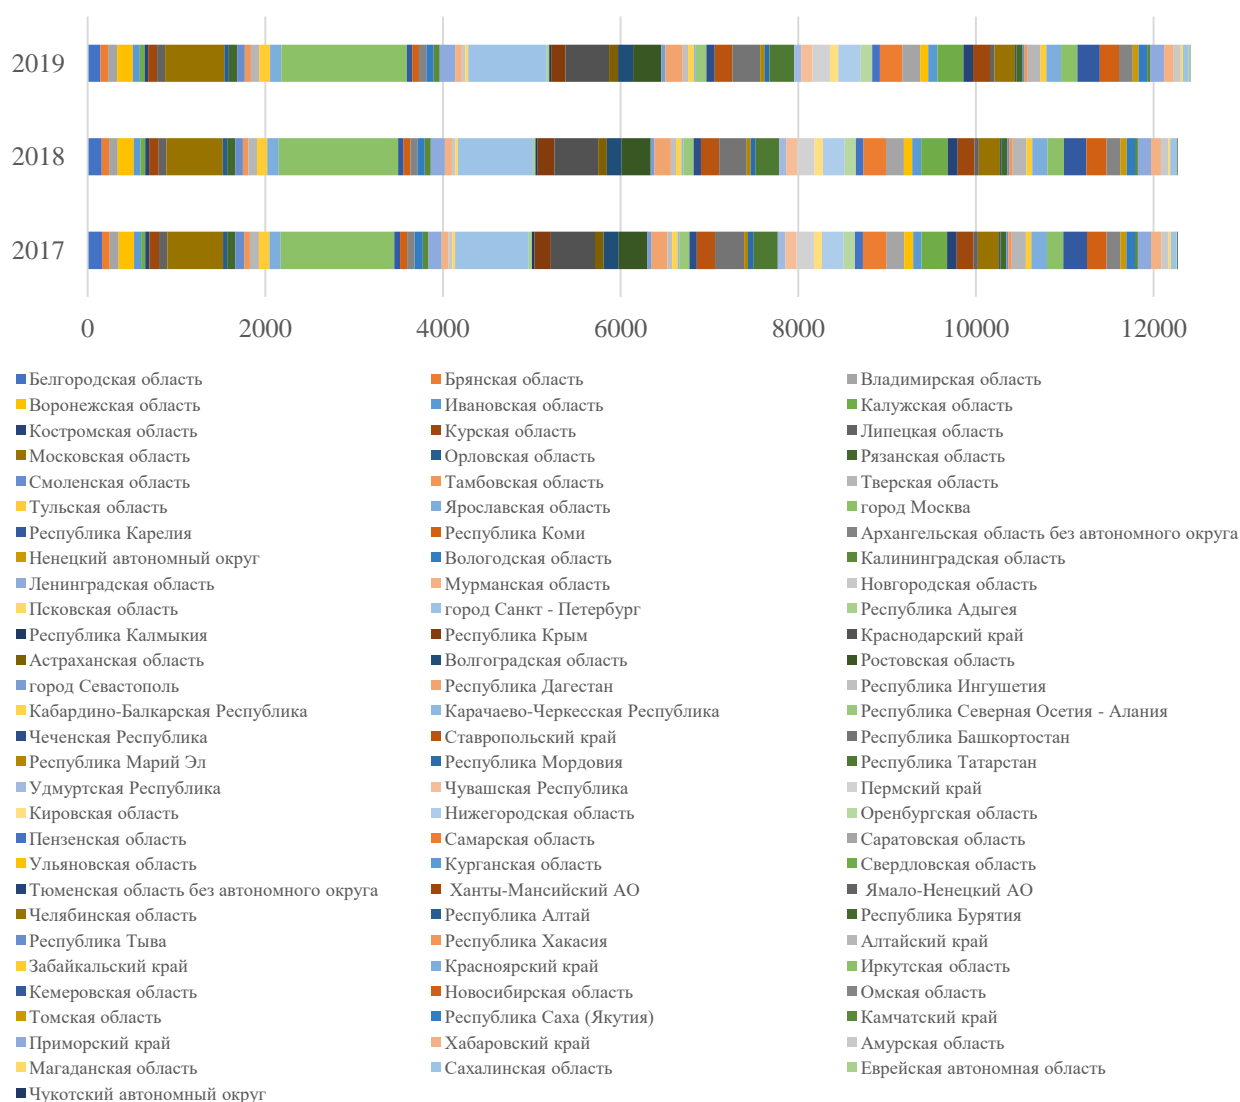 2019
2018
2017
0 2000 4000 6000 8000 10000 12000
Белгородская область Брянская область Владимирская область
Воронежская область Ивановская область Калужская область
Костромская область Курская область Липецкая область
Московская область Орловская область Рязанская область
Смоленская область Тамбовская область Тверская область
Тульская область Ярославская область город Москва
Республика Карелия Республика Коми Архангельская область без автономного округа
Ненецкий автономный округ Вологодская область Калининградская область
Ленинградская область Мурманская область Новгородская область
Псковская область город Санкт - Петербург Республика Адыгея
Республика Калмыкия Республика Крым Краснодарский край
Астраханская область Волгоградская область Ростовская область
город Севастополь Республика Дагестан Республика Ингушетия
Кабардино-Балкарская Республика Карачаево-Черкесская Республика Республика Северная Осетия - Алания
Чеченская Республика Ставропольский край Республика Башкортостан
Республика Марий Эл Республика Мордовия Республика Татарстан
Удмуртская Республика Чувашская Республика Пермский край
Кировская область Нижегородская область Оренбургская область
Пензенская область Самарская область Саратовская область
Ульяновская область Курганская область Свердловская область
Тюменская область без автономного округа Ханты-Мансийский АО Ямало-Ненецкий АО
Челябинская область Республика Алтай Республика Бурятия
Республика Тыва Республика Хакасия Алтайский край
Забайкальский край Красноярский край Иркутская область
Кемеровская область Новосибирская область Омская область
Томская область Республика Саха (Якутия) Камчатский край
Приморский край Хабаровский край Амурская область
Магаданская область Сахалинская область Еврейская автономная область
Чукотский автономный округ